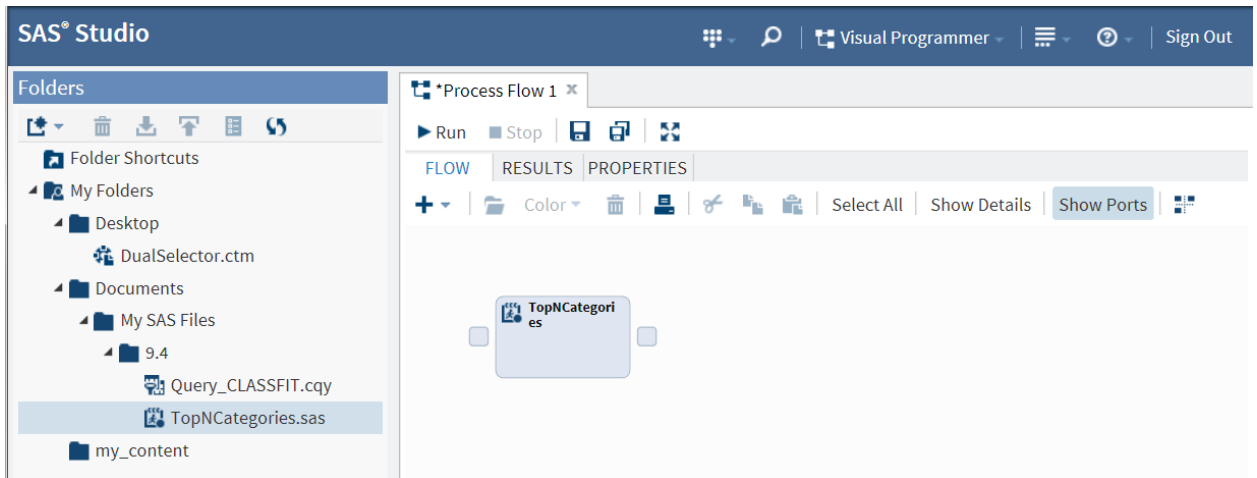 SAS® Studio
Visual Programmer
Sign Out
Folders
Folder Shortcuts
My Folders
Desktop
DualSelector.ctm
Documents
My SAS Files
9.4
Query_CLASSFIT.cqy
TopNCategories.sas
my_content
*Process Flow 1
Run Stop
FLOW RESULTS PROPERTIES
Color Select All Show Details Show Ports
TopNCategori
es